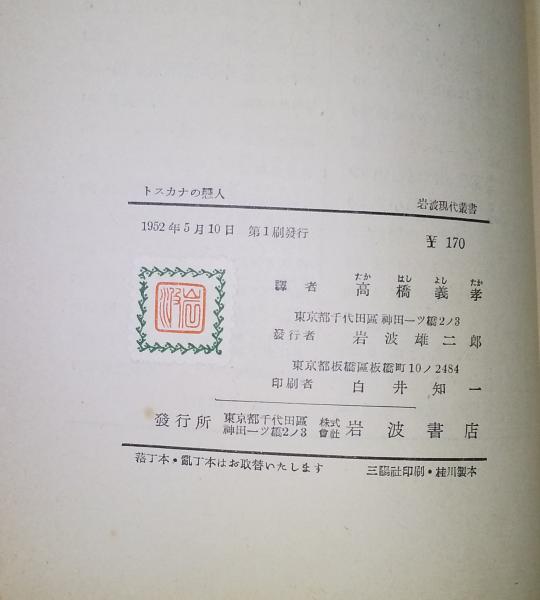 トスカナの戀人
岩波現代叢書
1952年5月10日 第1刷發行
¥ 170
たか はし よし たか
譯者 高橋義孝
東京都千代田區神田一ツ橋2ノ3
發行者 岩波雄二郎
東京都板橋區板橋町10ノ2484
印刷者 白井知一
發行所 東京都千代田區神田一ツ橋2ノ3 株式會社 岩波書店
落丁本・亂丁本はお取替いたします
三陽社印刷・桂川製本
岩波